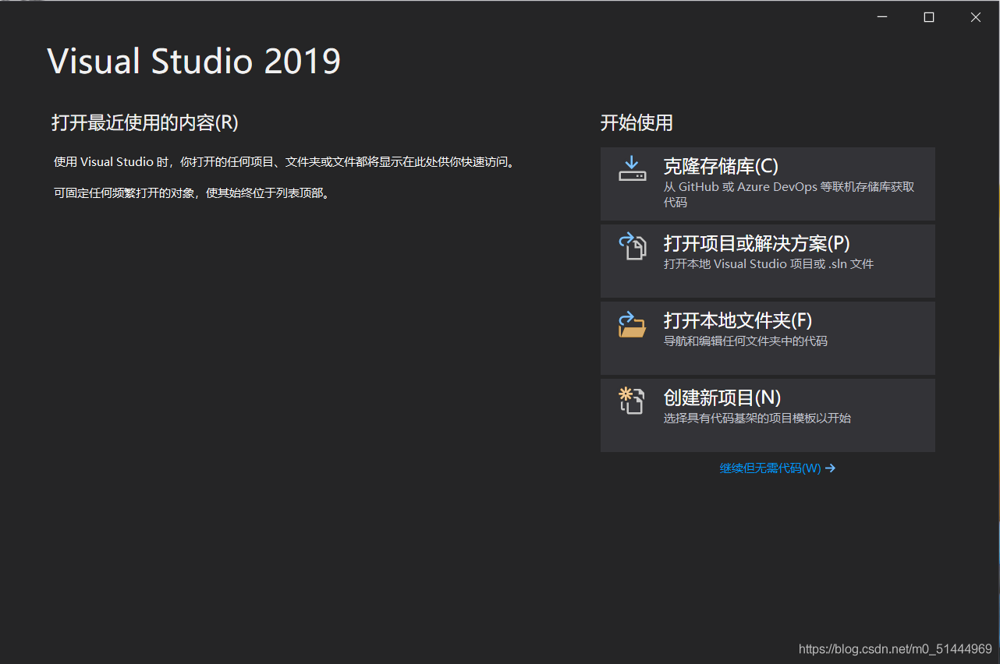 Visual Studio 2019
打开最近使用的内容(R)
使用 Visual Studio 时，你打开的任何项目、文件夹或文件都将显示在此处供你快速访问。
可固定任何频繁打开的对象，使其始终位于列表顶部。
开始使用
克隆存储库(C)
从 GitHub 或 Azure DevOps 等联机存储库获取
代码
打开项目或解决方案(P)
打开本地 Visual Studio 项目或 .sln 文件
打开本地文件夹(F)
导航和编辑任何文件夹中的代码
创建新项目(N)
选择具有代码基架的项目模板以开始
继续但无需代码(W) →
https://blog.csdn.net/m0_51444969